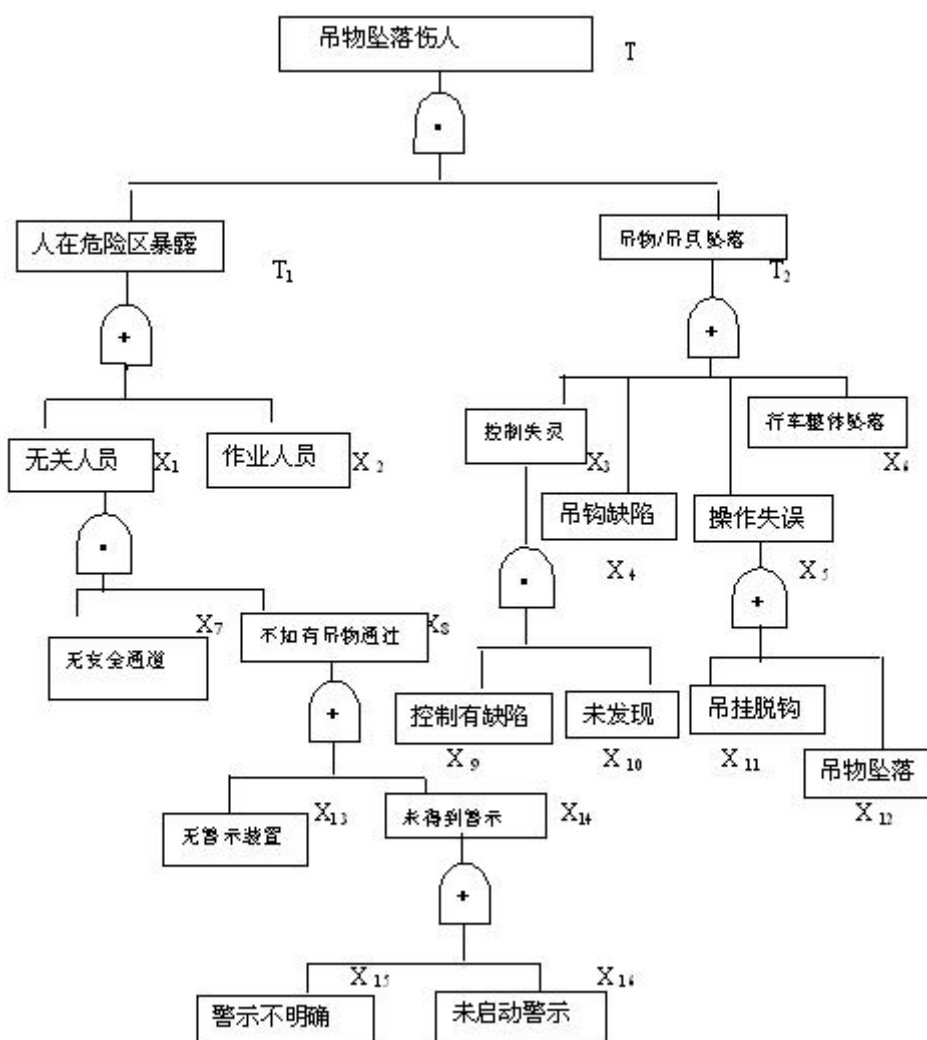 吊物坠落伤人
T
人在危险区暴露
T1
吊物/吊具坠落
T2
无关人员
X1
作业人员
X2
控制失灵
X3
吊钩缺陷
X4
操作失误
X5
行车整体坠落
X6
无安全通道
X7
不知有吊物通过
X8
控制有缺陷
X9
未发现
X10
吊挂脱钩
X11
吊物坠落
X12
无警示装置
X13
未得到警示
X14
警示不明确
X15
未启动警示
X16